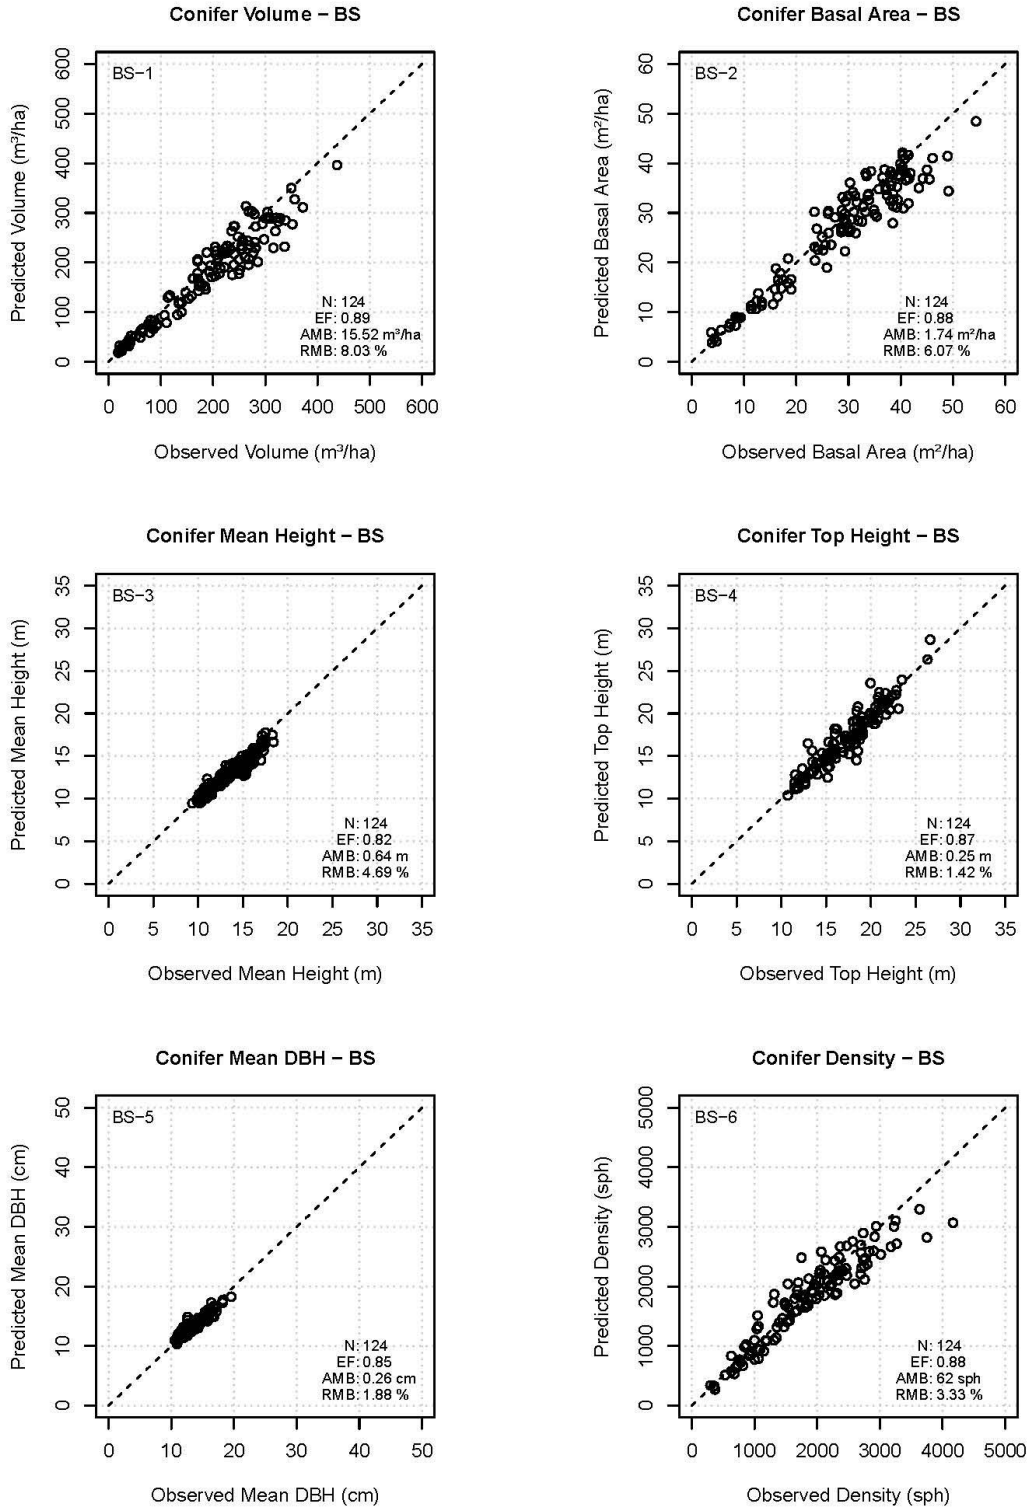 Conifer Volume − BS
Predicted Volume (m³/ha)
600
500
400
300
200
100
0
BS−1
N: 124
EF: 0.89
AMB: 15.52 m³/ha
RMB: 8.03 %
0 100 200 300 400 500 600
Observed Volume (m³/ha)
Conifer Basal Area − BS
Predicted Basal Area (m²/ha)
60
50
40
30
20
10
0
BS−2
N: 124
EF: 0.88
AMB: 1.74 m²/ha
RMB: 6.07 %
0 10 20 30 40 50 60
Observed Basal Area (m²/ha)
Conifer Mean Height − BS
Predicted Mean Height (m)
35
30
25
20
15
10
5
0
BS−3
N: 124
EF: 0.82
AMB: 0.64 m
RMB: 4.69 %
0 5 10 15 20 25 30 35
Observed Mean Height (m)
Conifer Top Height − BS
Predicted Top Height (m)
35
30
25
20
15
10
5
0
BS−4
N: 124
EF: 0.87
AMB: 0.25 m
RMB: 1.42 %
0 5 10 15 20 25 30 35
Observed Top Height (m)
Conifer Mean DBH − BS
Predicted Mean DBH (cm)
50
40
30
20
10
0
BS−5
N: 124
EF: 0.85
AMB: 0.26 cm
RMB: 1.88 %
0 10 20 30 40 50
Observed Mean DBH (cm)
Conifer Density − BS
Predicted Density (sph)
5000
4000
3000
2000
1000
0
BS−6
N: 124
EF: 0.88
AMB: 62 sph
RMB: 3.33 %
0 1000 2000 3000 4000 5000
Observed Density (sph)